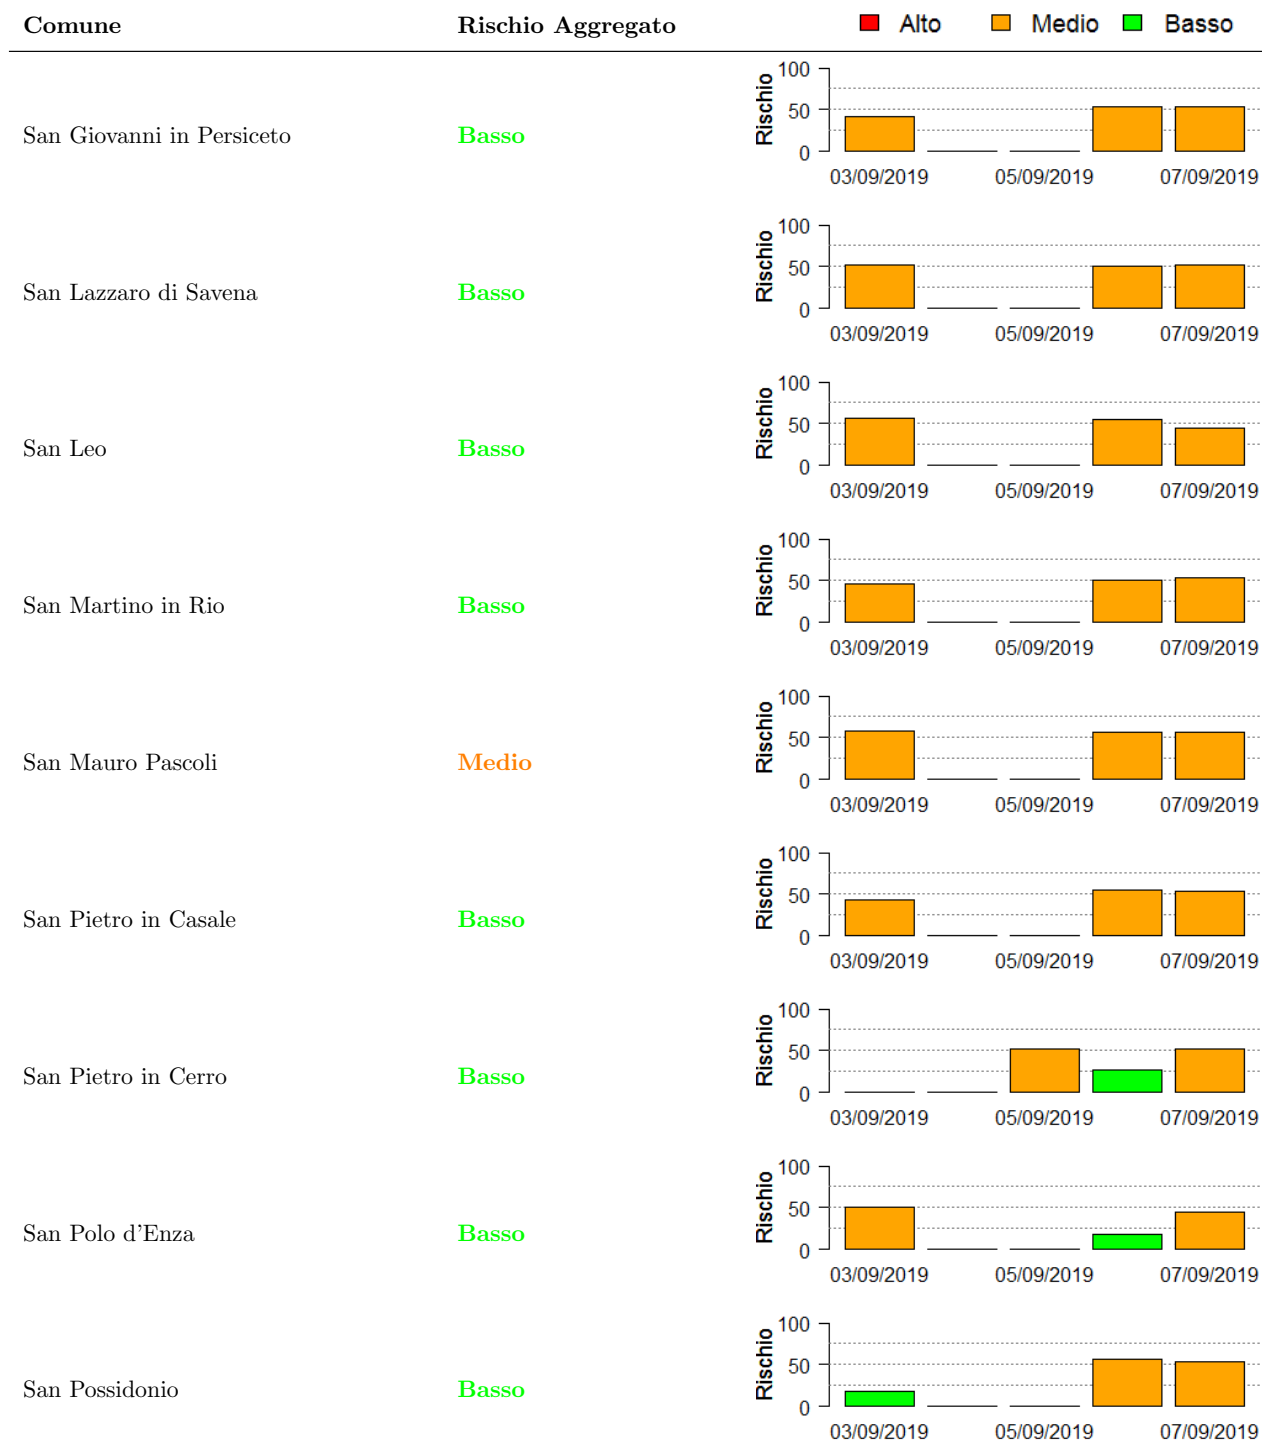 Comune Rischio Aggregato Alto Medio Basso
San Giovanni in Persiceto Basso Rischio 100 50 0
03/09/2019 05/09/2019 07/09/2019
San Lazzaro di Savena Basso Rischio 100 50 0
03/09/2019 05/09/2019 07/09/2019
San Leo Basso Rischio 100 50 0
03/09/2019 05/09/2019 07/09/2019
San Martino in Rio Basso Rischio 100 50 0
03/09/2019 05/09/2019 07/09/2019
San Mauro Pascoli Medio Rischio 100 50 0
03/09/2019 05/09/2019 07/09/2019
San Pietro in Casale Basso Rischio 100 50 0
03/09/2019 05/09/2019 07/09/2019
San Pietro in Cerro Basso Rischio 100 50 0
03/09/2019 05/09/2019 07/09/2019
San Polo d'Enza Basso Rischio 100 50 0
03/09/2019 05/09/2019 07/09/2019
San Possidonio Basso Rischio 100 50 0
03/09/2019 05/09/2019 07/09/2019